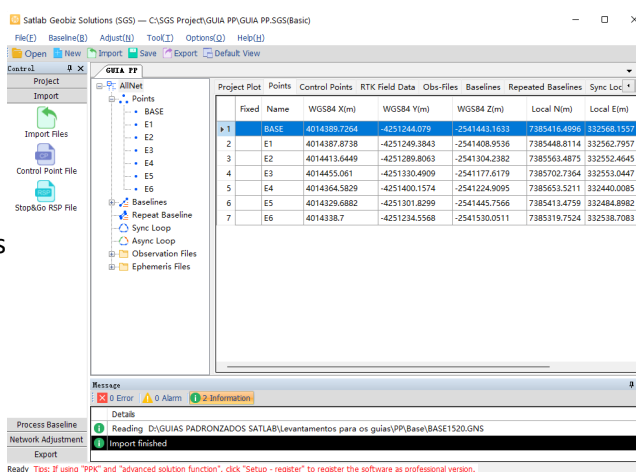 Satlab Geobiz Solutions (SGS) — C:\SGS Project\GUIA PP\GUIA PP.SGS(Basic)
File(F) Baseline(B) Adjust(N) Tool(T) Options(O) Help(H)
Open New Import Save Export Default View
Control
GUIA PP
Project
Import
Import Files
Control Point File
Stop&Go RSP File
s
AllNet
Points
BASE
E1
E2
E3
E4
E5
E6
Baselines
Repeat Baseline
Sync Loop
Async Loop
Observation Files
Ephemeris Files
Project Plot Points Control Points RTK Field Data Obs-Files Baselines Repeated Baselines Sync Loc
Fixed Name WGS84 X(m) WGS84 Y(m) WGS84 Z(m) Local N(m) Local E(m)
1 BASE 4014389.7264 -4251244.079 -2541443.1633 7385416.4996 332568.1557
2 E1 4014387.8738 -4251249.3843 -2541408.9536 7385448.8114 332562.7957
3 E2 4014413.6449 -4251289.8063 -2541304.2382 7385563.4875 332552.4645
4 E3 4014455.061 -4251330.4909 -2541177.6179 7385702.7364 332553.0447
5 E4 4014364.5829 -4251400.1574 -2541224.9095 7385653.5211 332440.0085
6 E5 4014329.6882 -4251301.8299 -2541445.7566 7385413.4759 332484.8982
7 E6 4014338.7 -4251234.5568 -2541530.0511 7385319.7524 332538.7083
Message
0 Error 0 Alarm 2 Information
Details
Reading D:\GUIAS PADRONZADOS SATLAB\Levantamentos para os guias\PP\Base\BASE1520.GNS
Import finished
Process Baseline
Network Adjustment
Export
Ready Tips: If using "PPK" and "advanced solution function", click "Setup - register" to register the software as professional version.